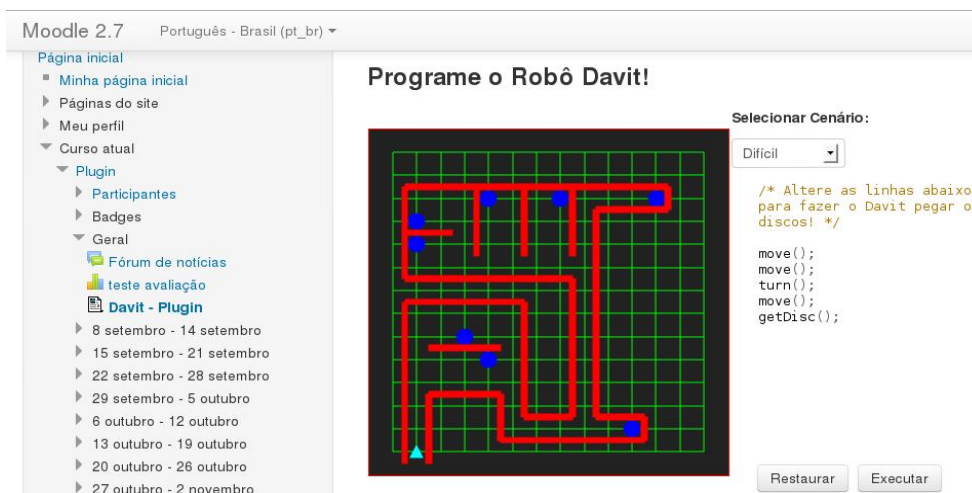 Moodle 2.7 Português - Brasil (pt_br)
Página inicial
Minha página inicial
Páginas do site
Meu perfil
Curso atual
Plugin
Participantes
Badges
Geral
Fórum de notícias
teste avaliação
Davit - Plugin
8 setembro - 14 setembro
15 setembro - 21 setembro
22 setembro - 28 setembro
29 setembro - 5 outubro
6 outubro - 12 outubro
13 outubro - 19 outubro
20 outubro - 26 outubro
27 outubro - 2 novembro
Programe o Robô Davit!
Selecionar Cenário:
Difícil
/* Altere as linhas abaixo
para fazer o Davit pegar o
discos! */
move();
move();
turn();
move();
getDisc();
Restaurar Executar